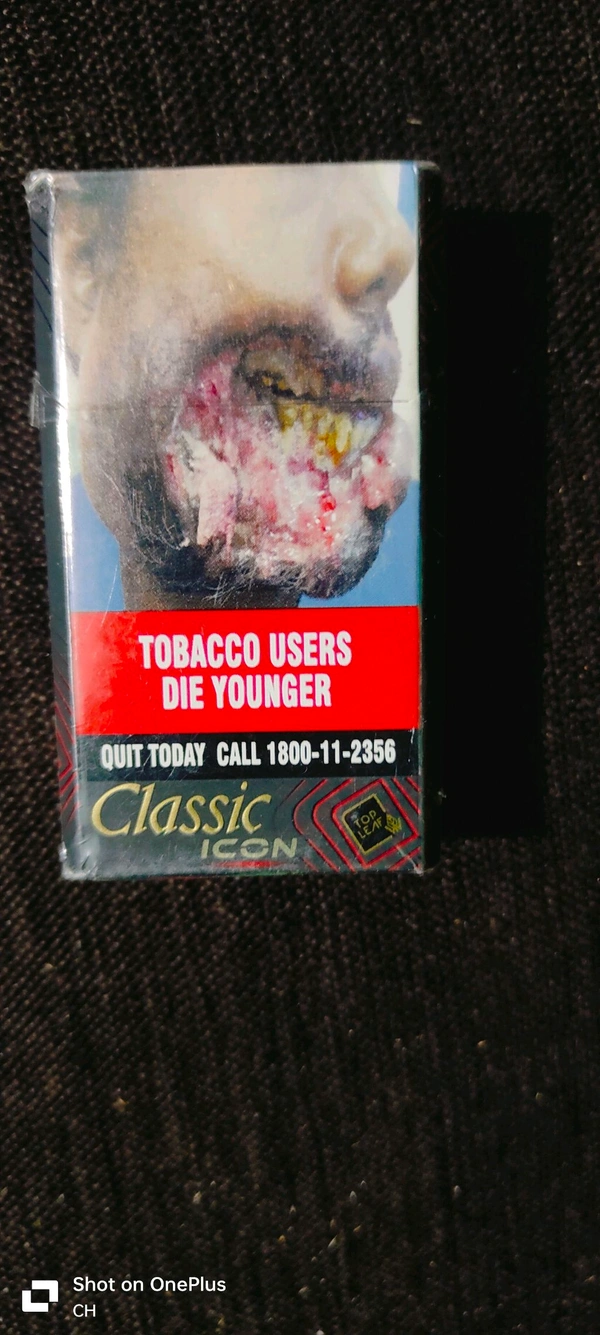 TOBACCO USERS
DIE YOUNGER
QUIT TODAY CALL 1800-11-2356
Classic
ICON
TOP
LEAF
Shot on OnePlus
CH